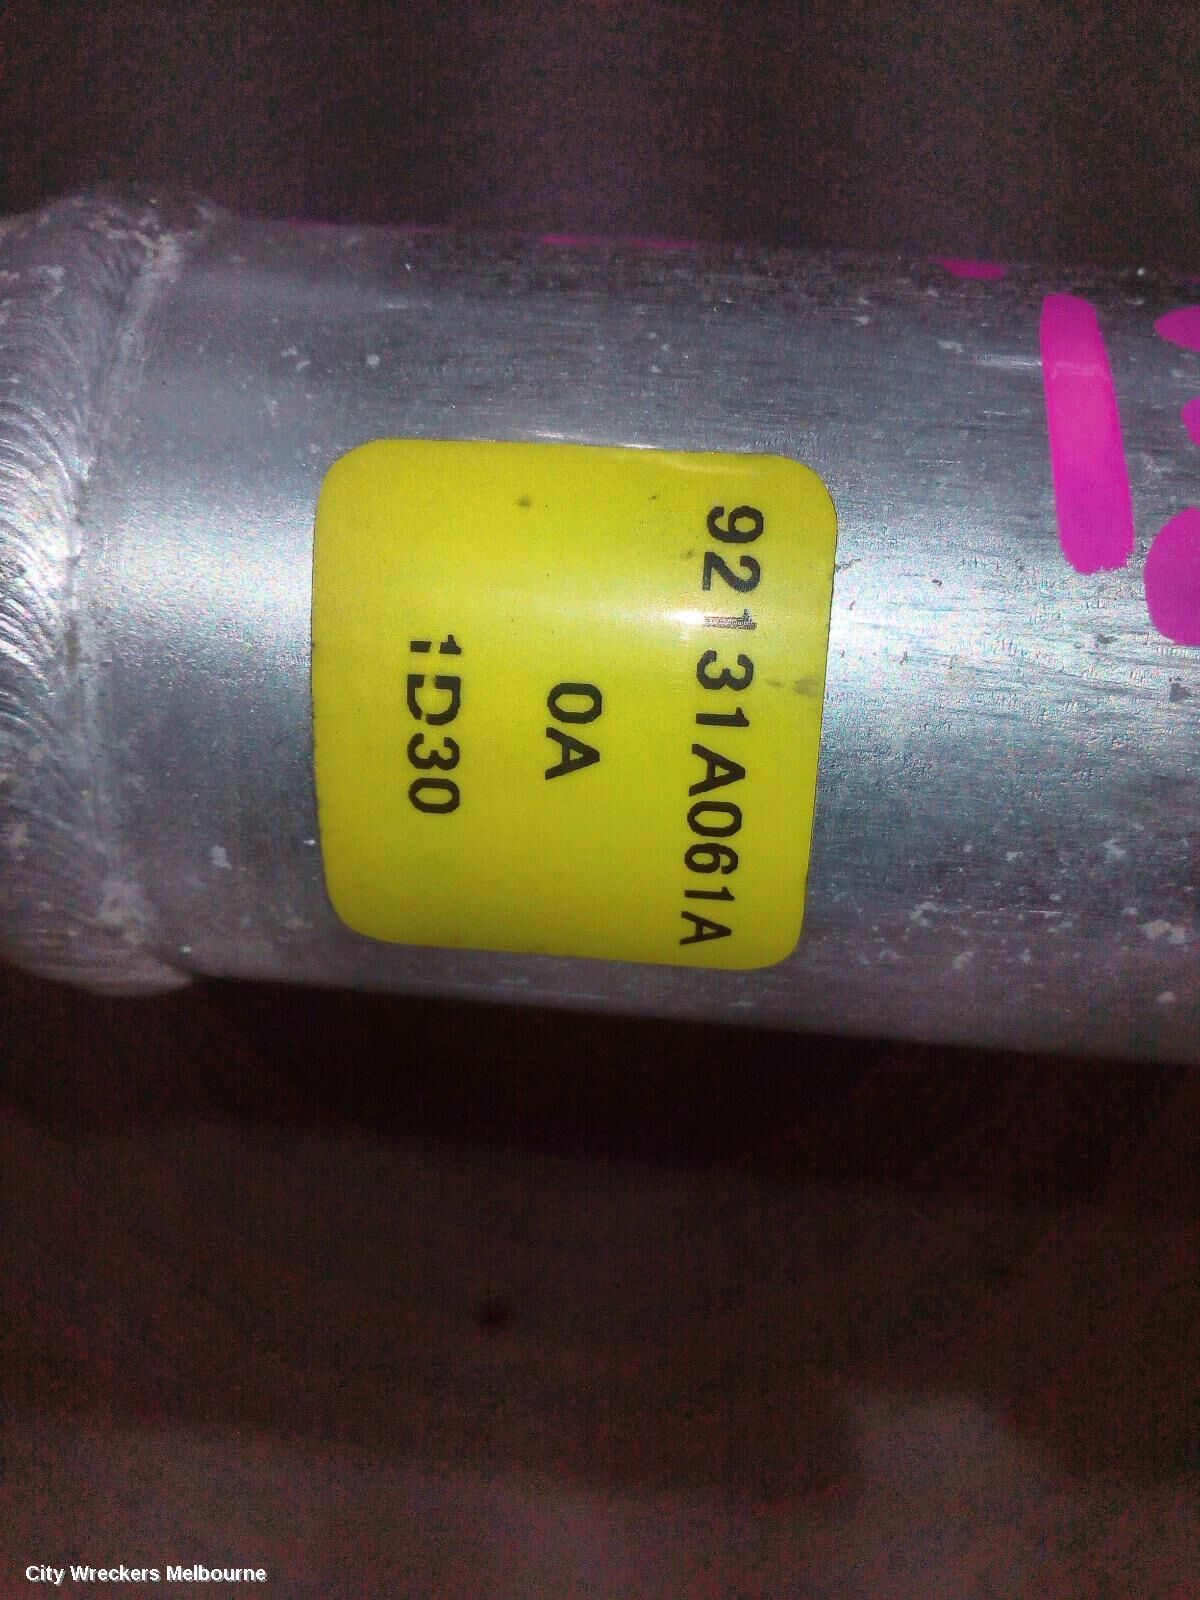 92131A061A
0A
1D30
City Wreckers Melbourne